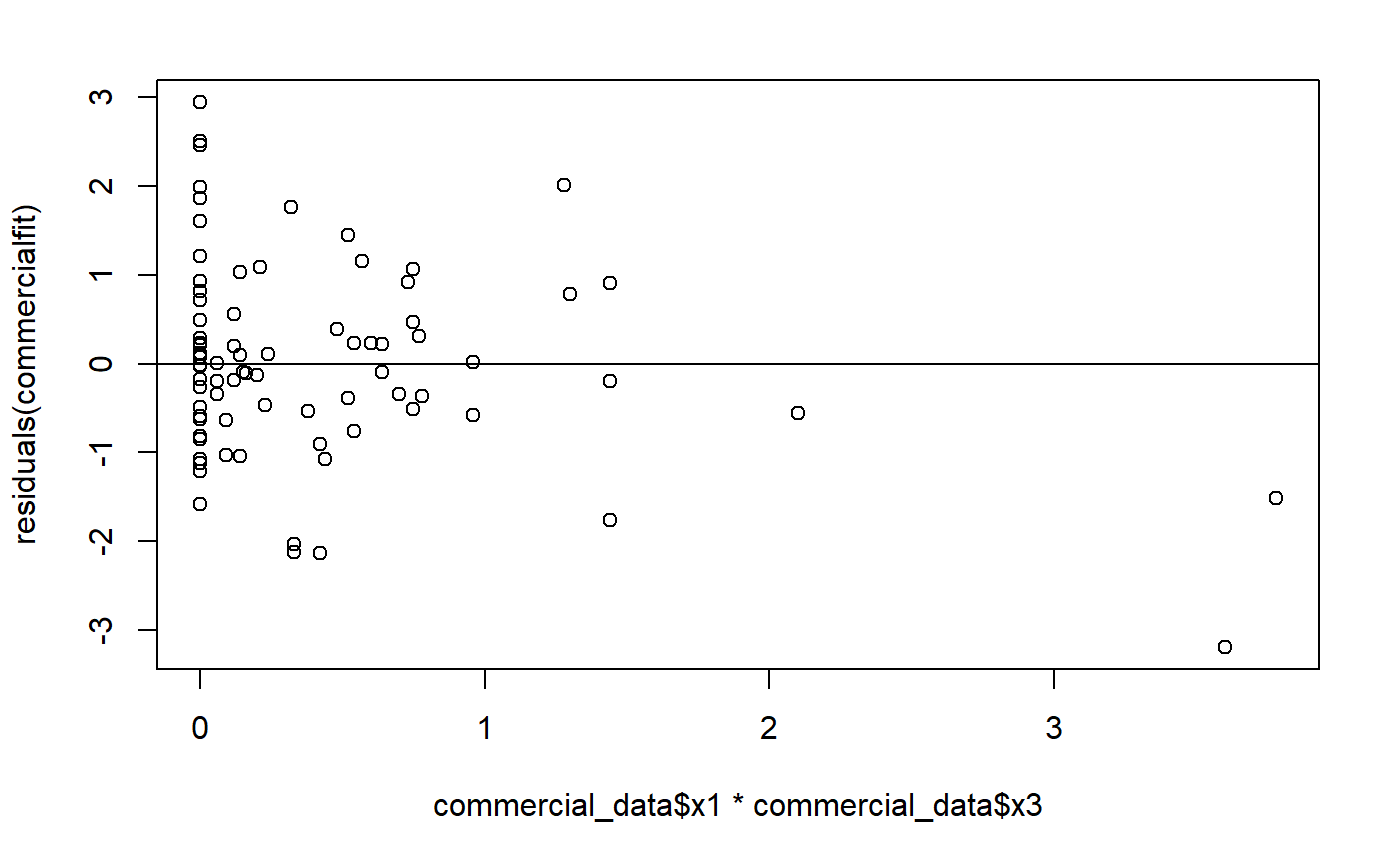 residuals(commercialfit)
3
2
1
0
-1
-2
-3
0 1 2 3
commercial_data$x1 * commercial_data$x3